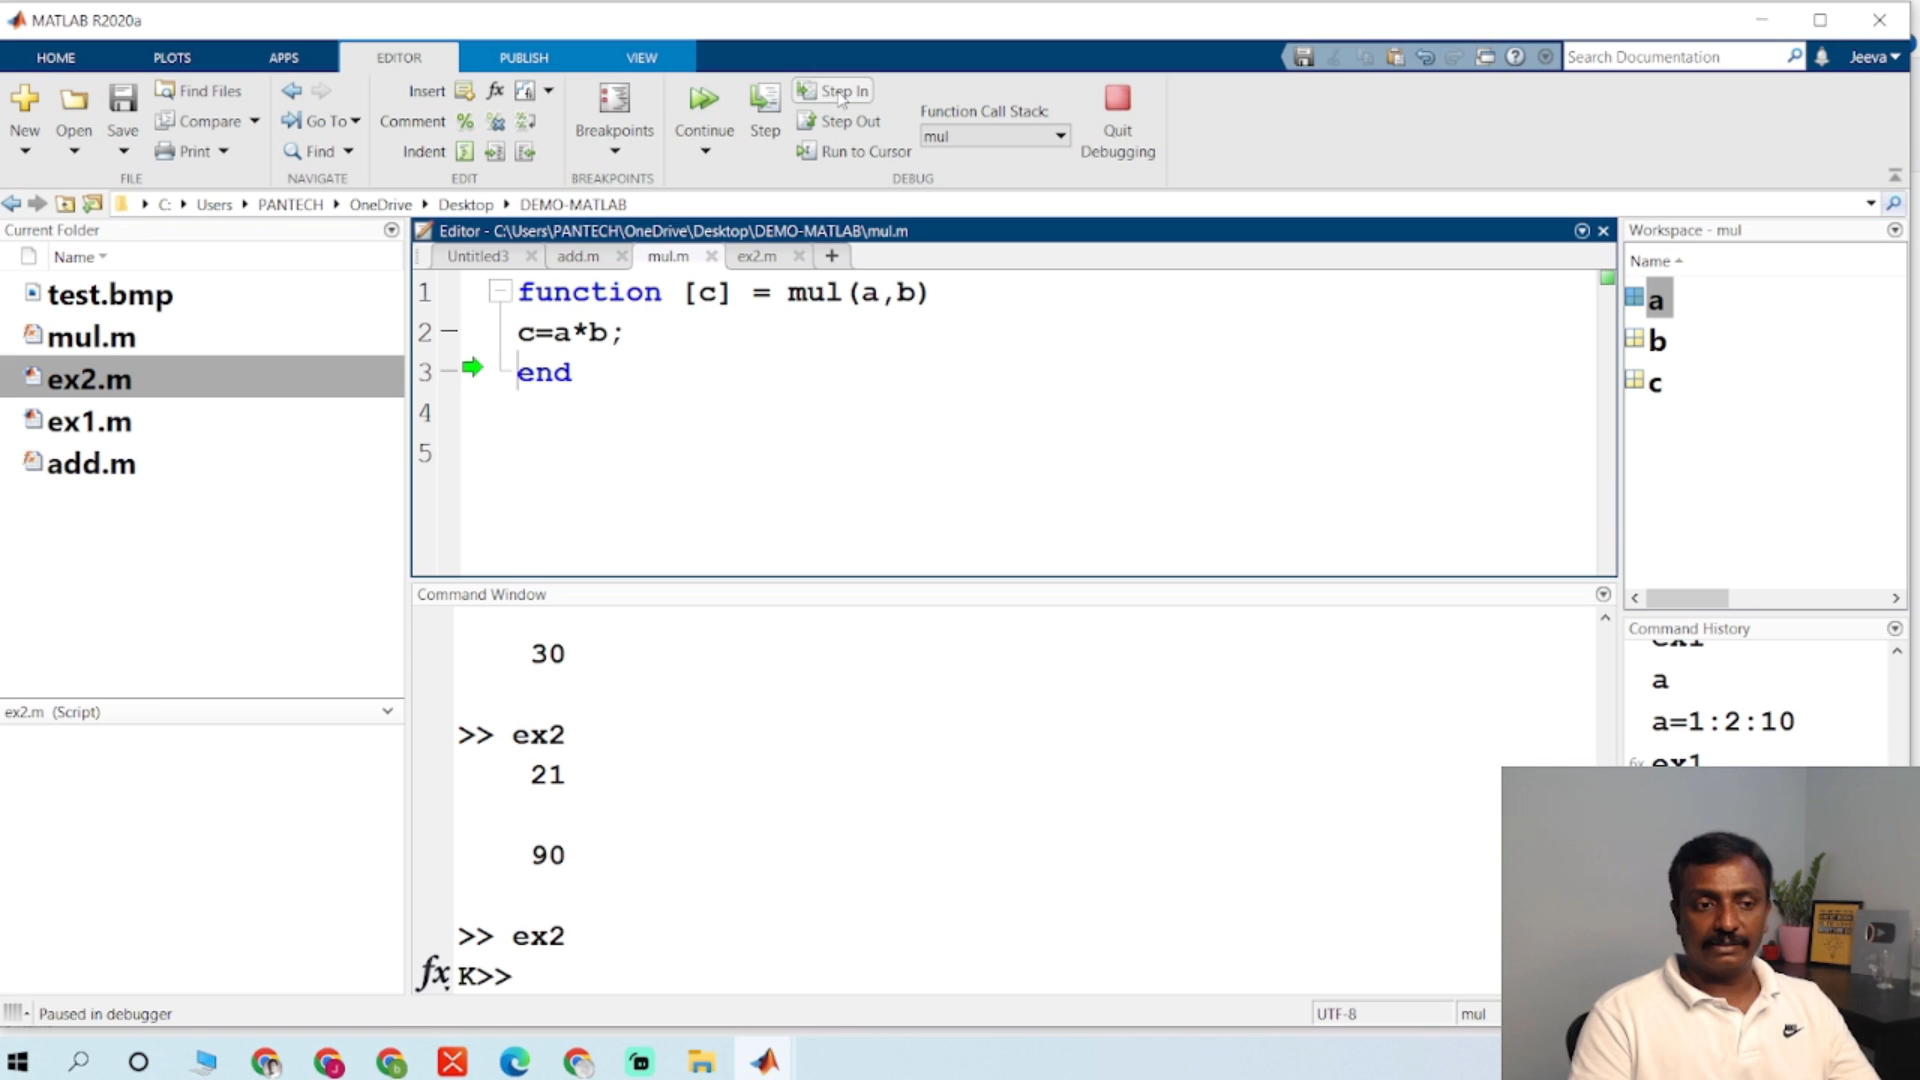 MATLAB R2020a
HOME PLOTS APPS EDITOR PUBLISH VIEW
Search Documentation
Jeeva
New
Open
Save
Find Files
Compare
Print
FILE
Go To
Find
NAVIGATE
Insert fx
Comment
Indent
EDIT
Breakpoints
BREAKPOINTS
Continue
Step
Step In
Step Out
Run to Cursor
Function Call Stack:
mul
Quit
Debugging
DEBUG
C: Users PANTECH OneDrive Desktop DEMO-MATLAB
Current Folder
Name
test.bmp
mul.m
ex2.m
ex1.m
add.m
ex2.m (Script)
Editor - C:\Users\PANTECH\OneDrive\Desktop\DEMO-MATLAB\mul.m
Untitled3 add.m mul.m ex2.m +
1 function [c] = mul(a,b)
2 c=a*b;
3 end
4
5
Command Window
30
>> ex2
21
90
>> ex2
fx K>>
Workspace - mul
Name
a
b
c
Command History
ex1
a
a=1:2:10
6x ex1
Paused in debugger
UTF-8
mul